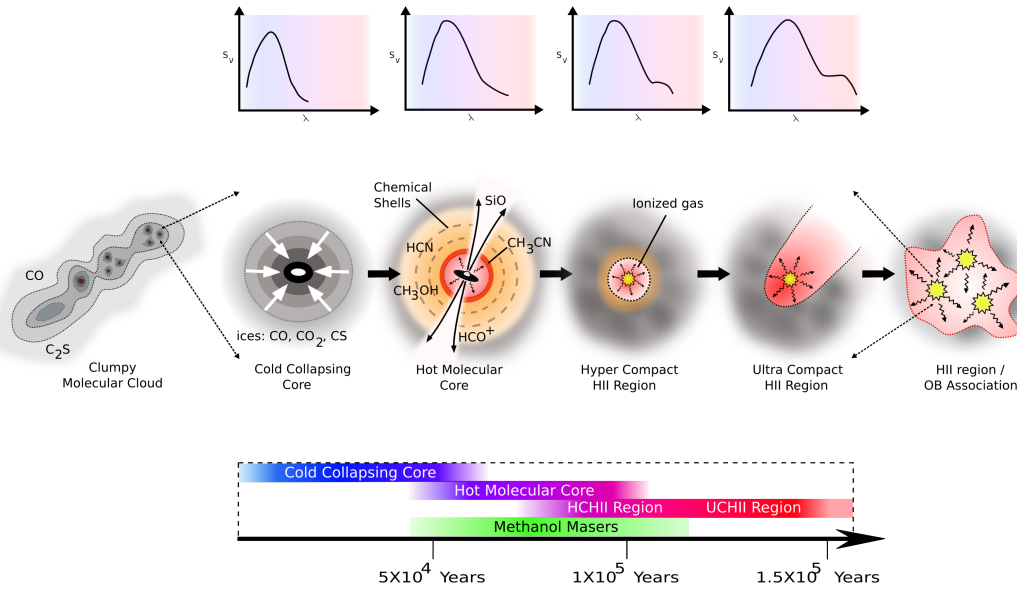 Sν
λ
Sν
λ
Sν
λ
Sν
λ
CO
C2S
Clumpy
Molecular Cloud
ices: CO, CO2, CS
Cold Collapsing
Core
Chemical
Shells
SiO
HCN
CH3CN
CH3OH
HCO+
Hot Molecular
Core
Ionized gas
Hyper Compact
HII Region
Ultra Compact
HII Region
HII region /
OB Association
Cold Collapsing Core
Hot Molecular Core
HCHII Region
UCHII Region
Methanol Masers
5X10^4 Years
1X10^5 Years
1.5X10^5 Years